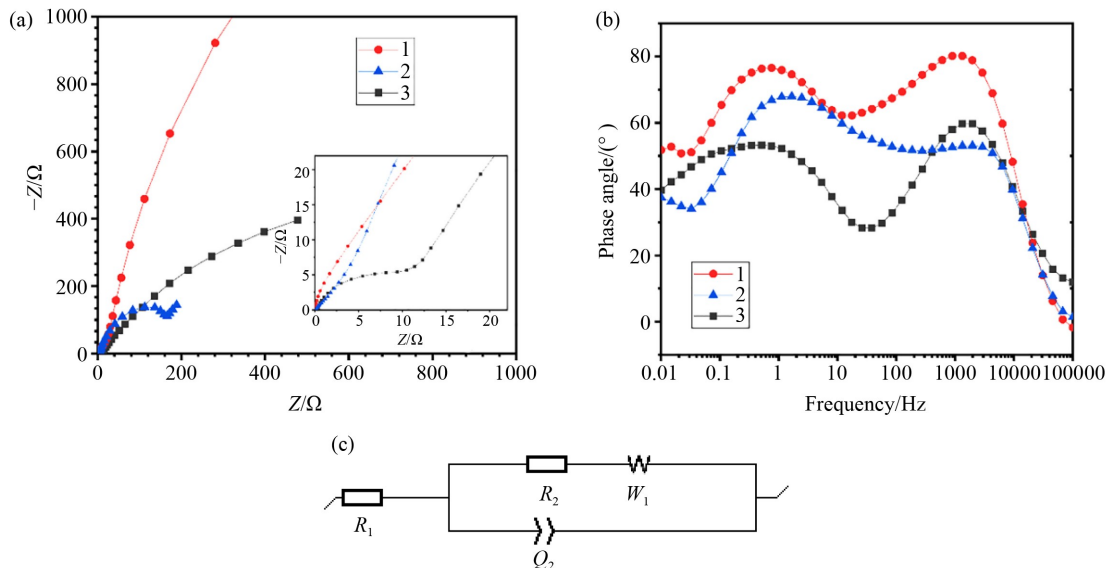 (a)
−Z/Ω
1000
800
600
400
200
0
0 200 400 600 800 1000
Z/Ω
1
2
3
−Z/Ω
20
15
10
5
0
0 5 10 15 20
Z/Ω
(b)
Phase angle/(°)
80
60
40
20
0
0.01 0.1 1 10 100 1000 10000 100000
Frequency/Hz
1
2
3
(c)
R1
R2
W1
Q2